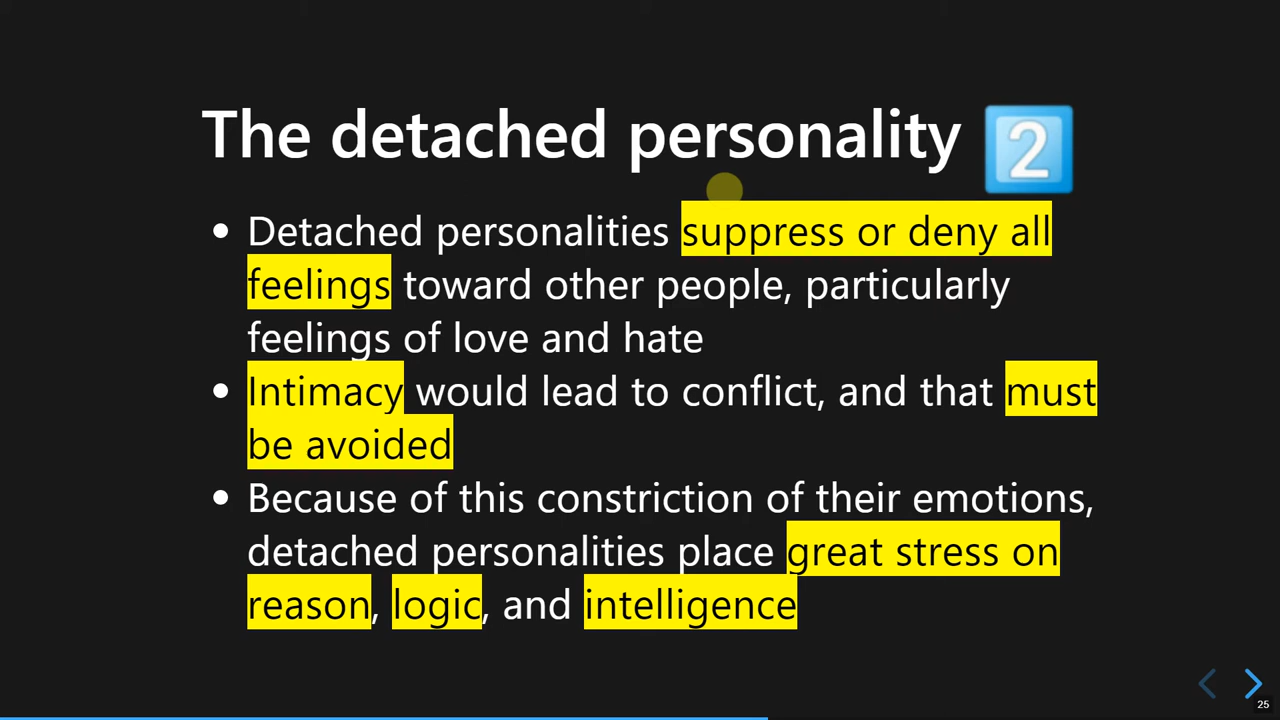 The detached personality 2
• Detached personalities suppress or deny all
feelings toward other people, particularly
feelings of love and hate
• Intimacy would lead to conflict, and that must
be avoided
• Because of this constriction of their emotions,
detached personalities place great stress on
reason, logic, and intelligence
25